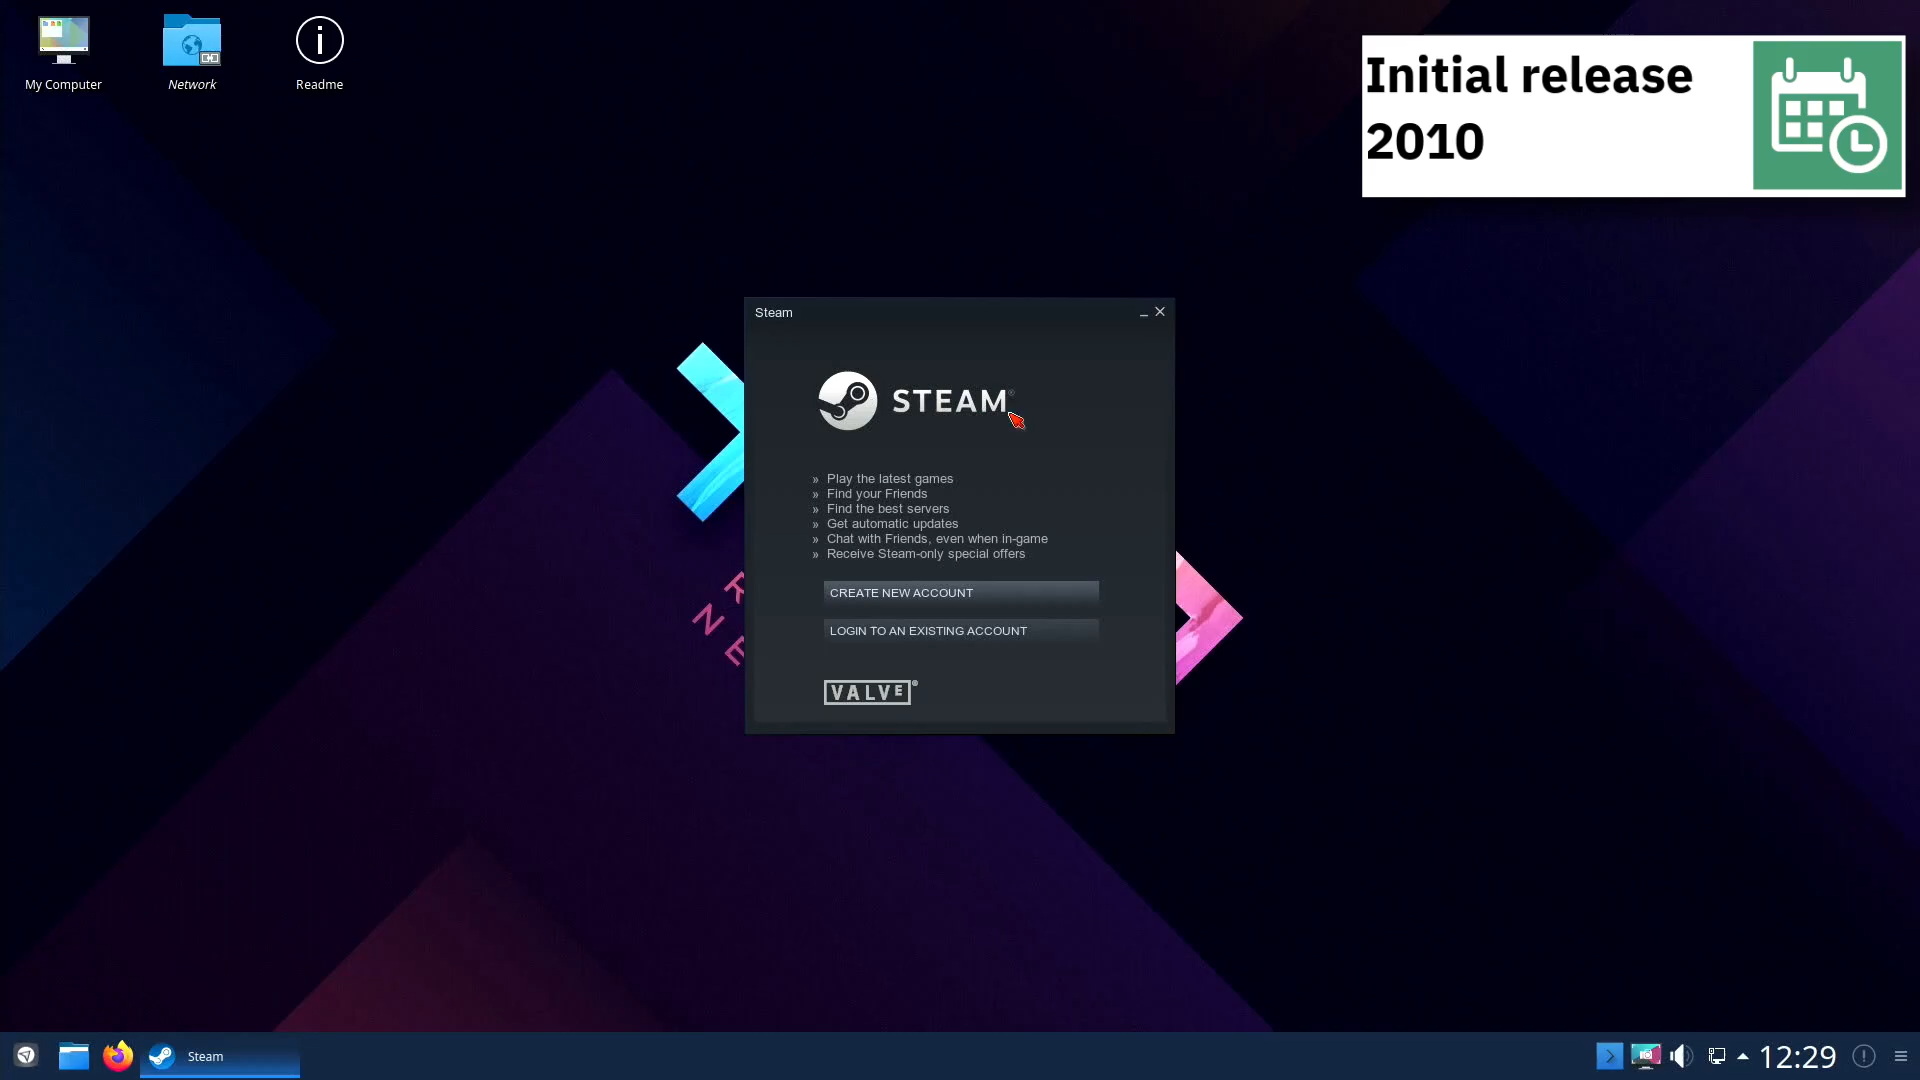 My Computer
Network
Readme
Initial release
2010
Steam
STEAM®
» Play the latest games
» Find your Friends
» Find the best servers
» Get automatic updates
» Chat with Friends, even when in-game
» Receive Steam-only special offers
CREATE NEW ACCOUNT
LOGIN TO AN EXISTING ACCOUNT
VALVE®
R
N
E
Steam
12:29